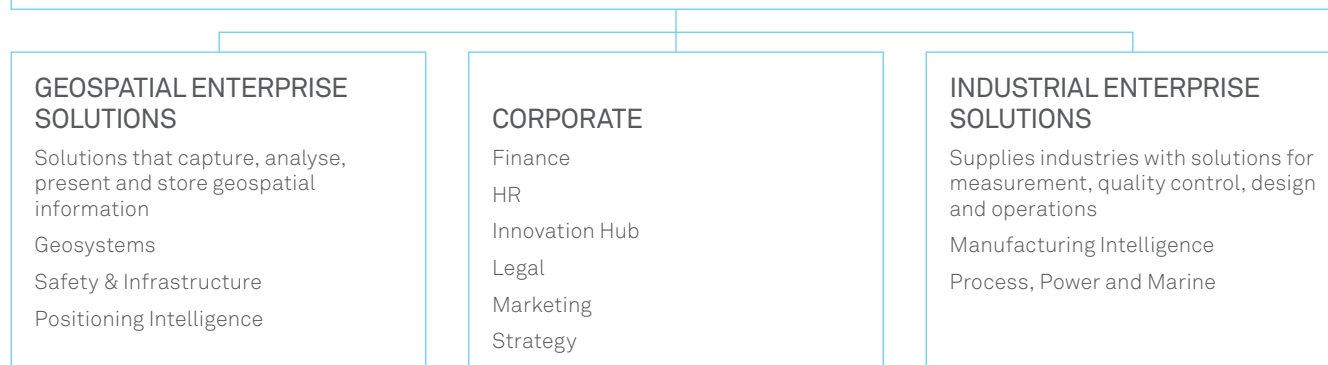 GEOSPATIAL ENTERPRISE
SOLUTIONS
Solutions that capture, analyse,
present and store geospatial
information
Geosystems
Safety & Infrastructure
Positioning Intelligence
CORPORATE
Finance
HR
Innovation Hub
Legal
Marketing
Strategy
INDUSTRIAL ENTERPRISE
SOLUTIONS
Supplies industries with solutions for
measurement, quality control, design
and operations
Manufacturing Intelligence
Process, Power and Marine